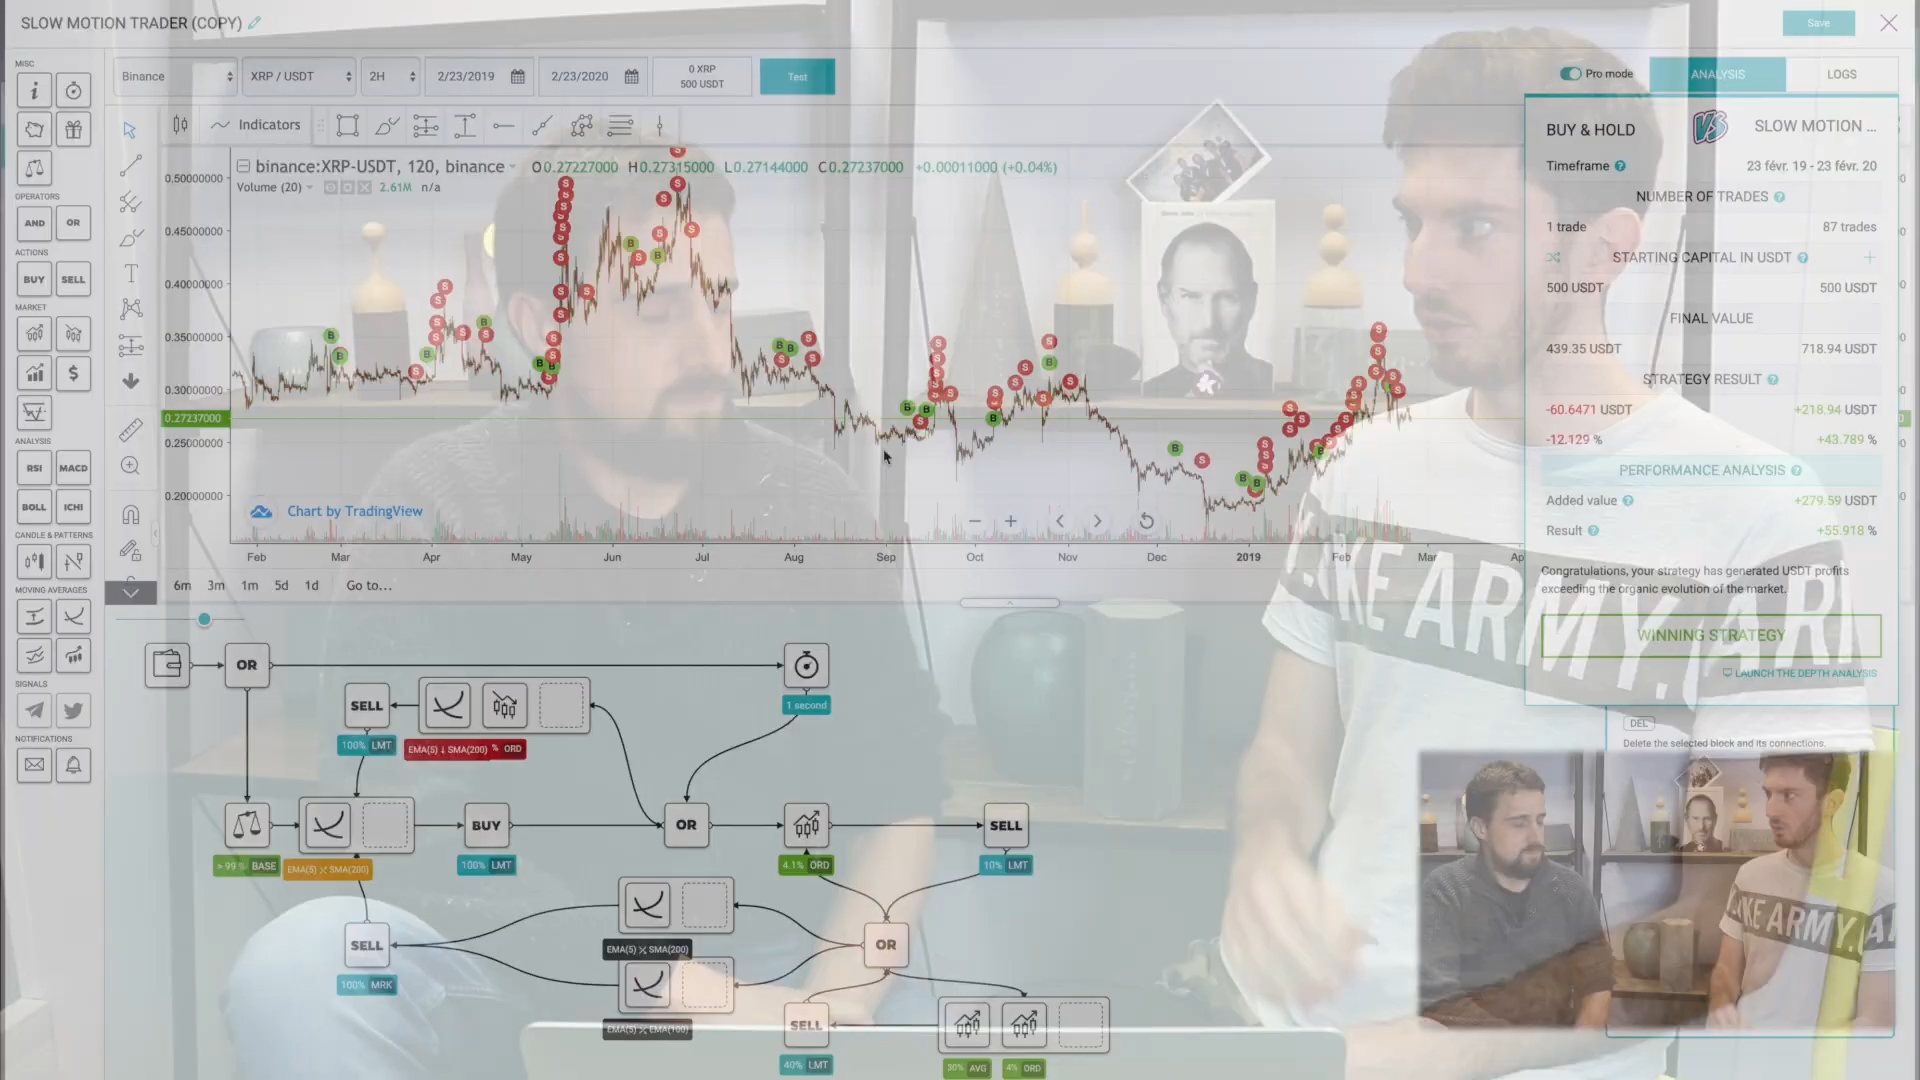 SLOW MOTION TRADER (COPY)
Save
MISC
OPERATORS
AND OR
ACTIONS
BUY SELL
MARKET
$
ANALYSIS
RSI MACD
BOLL ICHI
CANDLE & PATTERNS
MOVING AVERAGES
SIGNALS
NOTIFICATIONS
Binance XRP / USDT 2H 2/23/2019 2/23/2020 0 XRP
500 USDT
Test
Indicators
binance:XRP-USDT, 120, binance O0.27227000 H0.27315000 L0.27144000 C0.27237000 +0.00011000 (+0.04%)
Volume (20) 2.61M n/a
0.50000000
0.45000000
0.40000000
0.35000000
0.30000000
0.27237000
0.25000000
0.20000000
Chart by TradingView
Feb Mar Apr May Jun Jul Aug Sep Oct Nov Dec 2019 Feb Mar
6m 3m 1m 5d 1d Go to...
Pro mode ANALYSIS LOGS
BUY & HOLD VS SLOW MOTION ...
Timeframe 23 févr. 19 - 23 févr. 20
NUMBER OF TRADES
1 trade 87 trades
STARTING CAPITAL IN USDT
500 USDT 500 USDT
FINAL VALUE
439.35 USDT 718.94 USDT
STRATEGY RESULT
-60.6471 USDT +218.94 USDT
-12.129 % +43.789 %
PERFORMANCE ANALYSIS
Added value +279.59 USDT
Result +55.918 %
Congratulations, your strategy has generated USDT profits
exceeding the organic evolution of the market.
WINNING STRATEGY
LAUNCH THE DEPTH ANALYSIS
DEL
Delete the selected block and its connections.
OR
1 second
SELL
100% LMT
EMA(5) ↓ SMA(200) % ORD
> 99 % BASE
EMA(5) SMA(200)
BUY
100% LMT
OR
4.1% ORD
SELL
10% LMT
SELL
100% MRK
EMA(5) SMA(200)
EMA(5) EMA(100)
OR
SELL
40% LMT
30% AVG
4% ORD
KE ARMY.
KE ARMY.